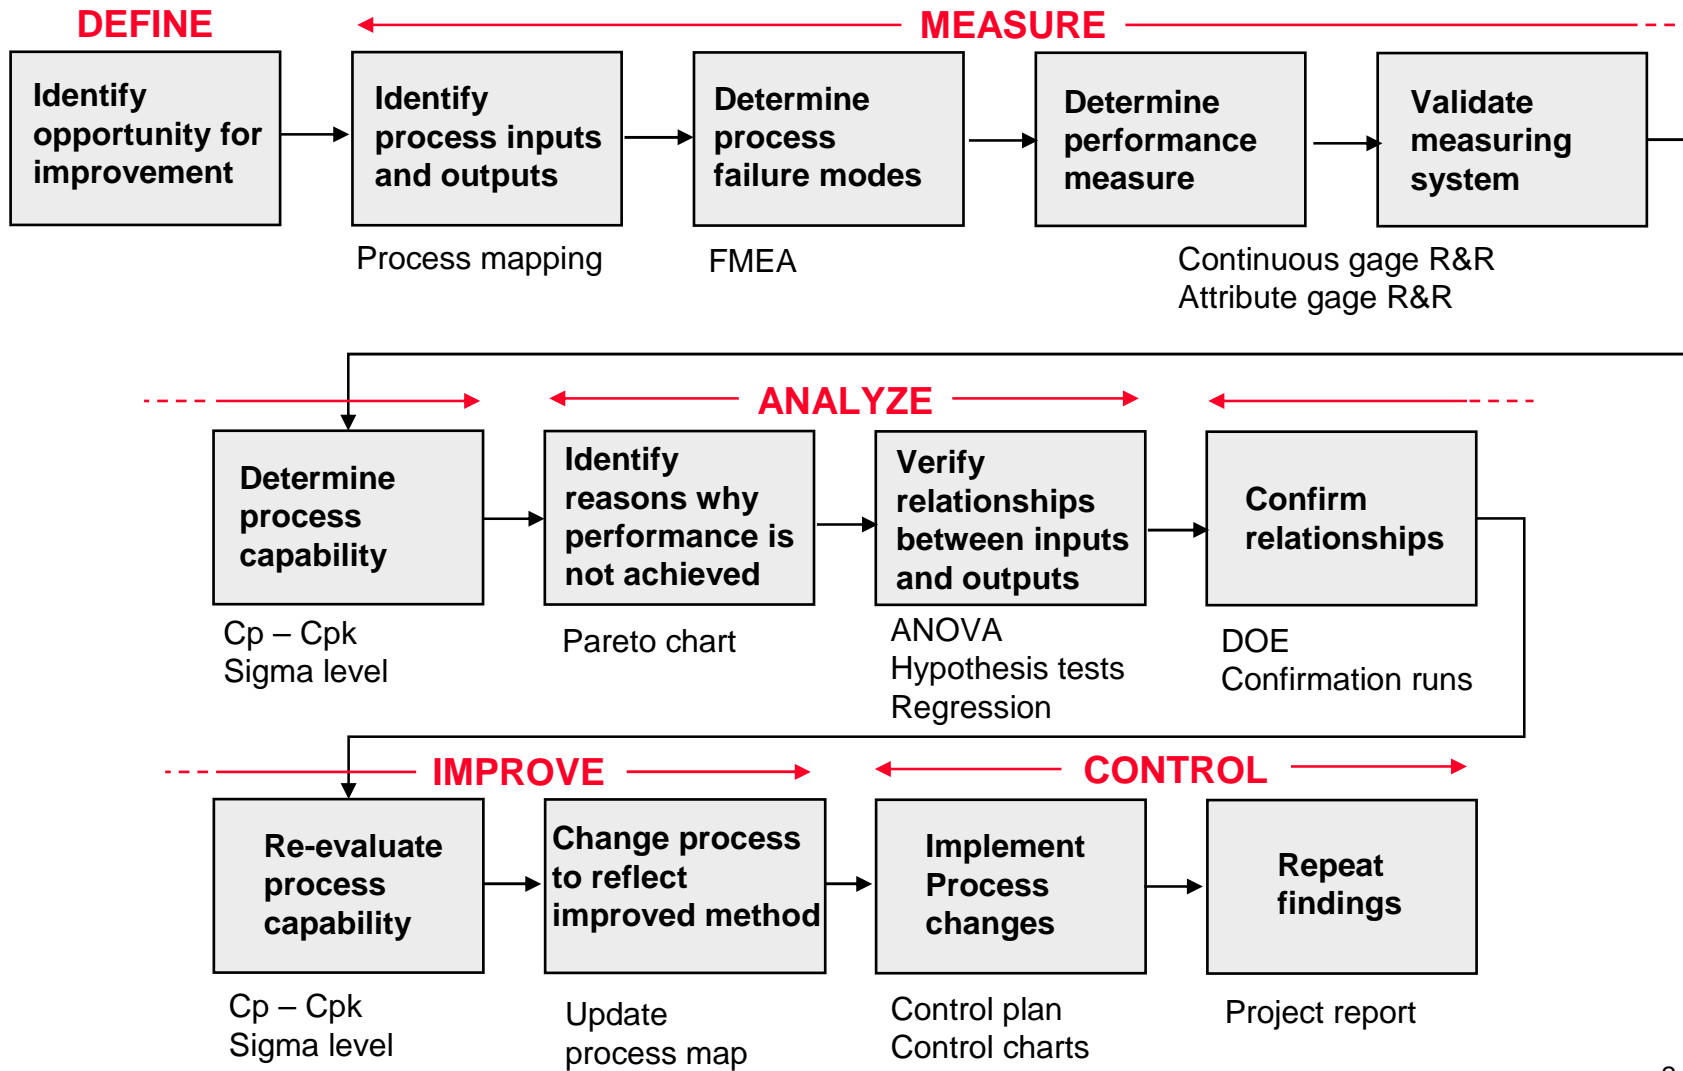 DEFINE
MEASURE
Identify
opportunity for
improvement
Identify
process inputs
and outputs
Determine
process
failure modes
Determine
performance
measure
Validate
measuring
system
Process mapping
FMEA
Continuous gage R&R
Attribute gage R&R
ANALYZE
Determine
process
capability
Identify
reasons why
performance is
not achieved
Verify
relationships
between inputs
and outputs
Confirm
relationships
Cp – Cpk
Sigma level
Pareto chart
ANOVA
Hypothesis tests
Regression
DOE
Confirmation runs
IMPROVE
CONTROL
Re-evaluate
process
capability
Change process
to reflect
improved method
Implement
Process
changes
Repeat
findings
Cp – Cpk
Sigma level
Update
process map
Control plan
Control charts
Project report